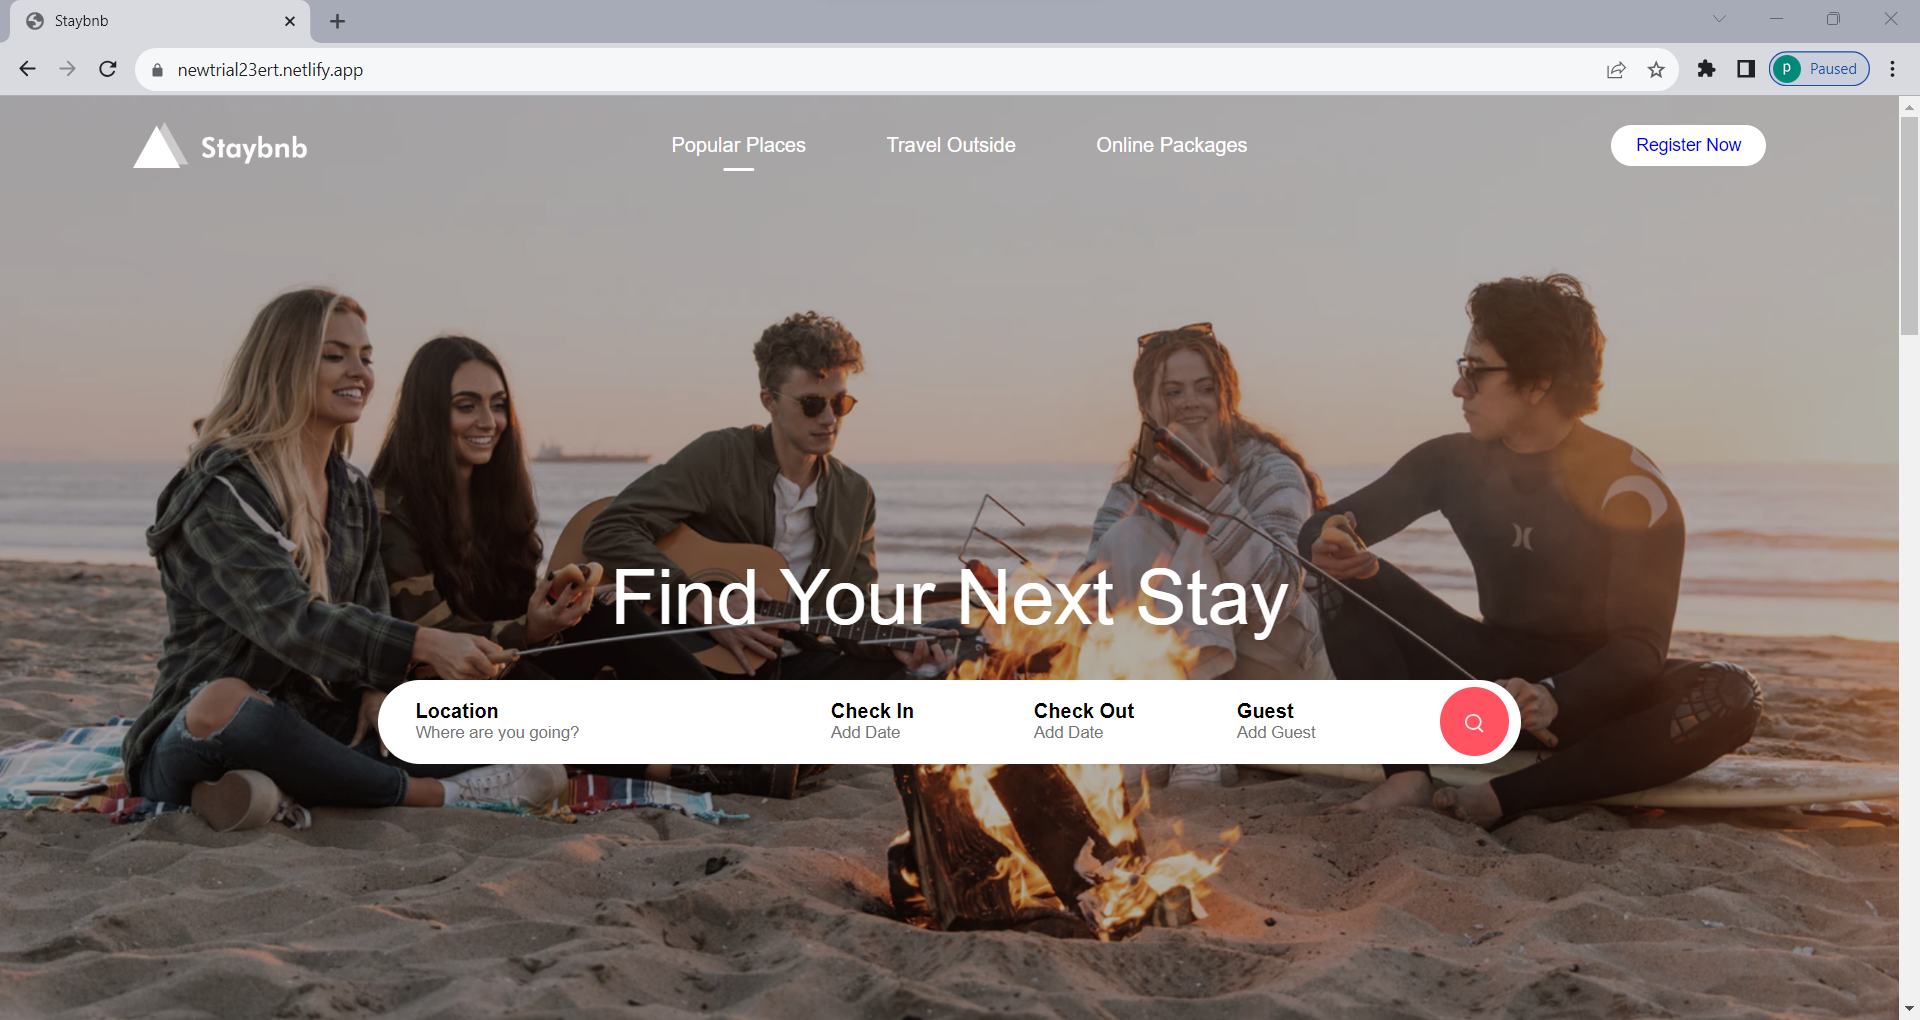 Staybnb
newtrial23ert.netlify.app
P Paused
Staybnb
Popular Places
Travel Outside
Online Packages
Register Now
Find Your Next Stay
Location
Where are you going?
Check In
Add Date
Check Out
Add Date
Guest
Add Guest